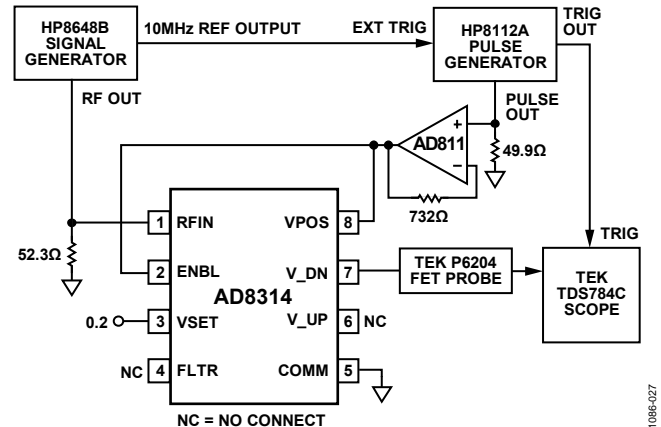 HP8648B
SIGNAL
GENERATOR
10MHz REF OUTPUT
EXT TRIG
HP8112A
PULSE
GENERATOR
TRIG
OUT
RF OUT
PULSE
OUT
+
AD811
–
49.9Ω
732Ω
52.3Ω
1 RFIN
VPOS 8
2 ENBL
V_DN 7
AD8314
0.2
3 VSET
V_UP 6 NC
NC 4 FLTR
COMM 5
TEK P6204
FET PROBE
TRIG
TEK
TDS784C
SCOPE
NC = NO CONNECT
1086-027